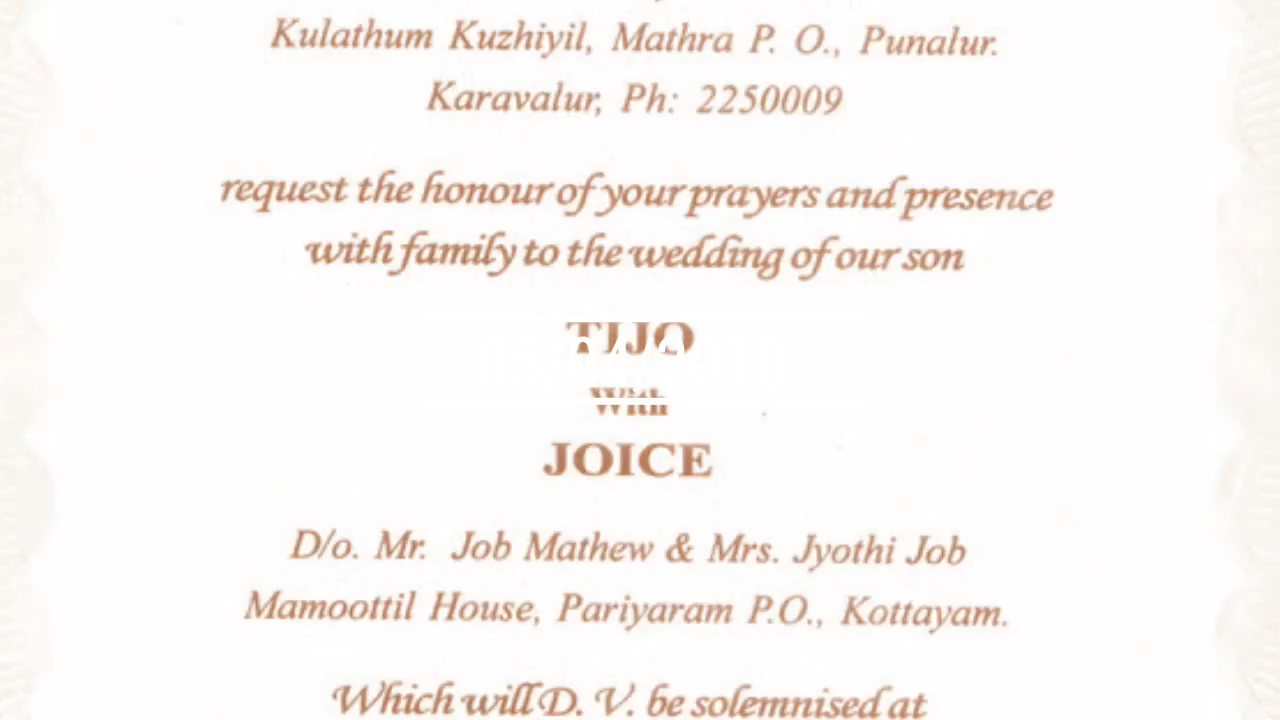 Kulathum Kuzhiyil, Mathra P. O., Punalur.
Karavalur, Ph: 2250009
request the honour of your prayers and presence
with family to the wedding of our son
TIJO
With
JOICE
D/o. Mr. Job Mathew & Mrs. Jyothi Job
Mamoottil House, Pariyaram P.O., Kottayam.
Which will D. V. be solemnised at